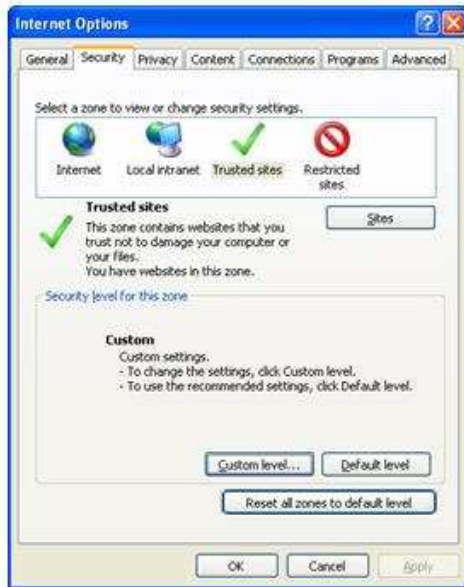 Internet Options
General Security Privacy Content Connections Programs Advanced
Select a zone to view or change security settings.
Internet Local intranet Trusted sites Restricted
sites
Trusted sites
Sites
This zone contains websites that you
trust not to damage your computer or
your files.
You have websites in this zone.
Security level for this zone
Custom
Custom settings.
- To change the settings, click Custom level.
- To use the recommended settings, click Default level.
Custom level... Default level
Reset all zones to default level
OK Cancel Apply